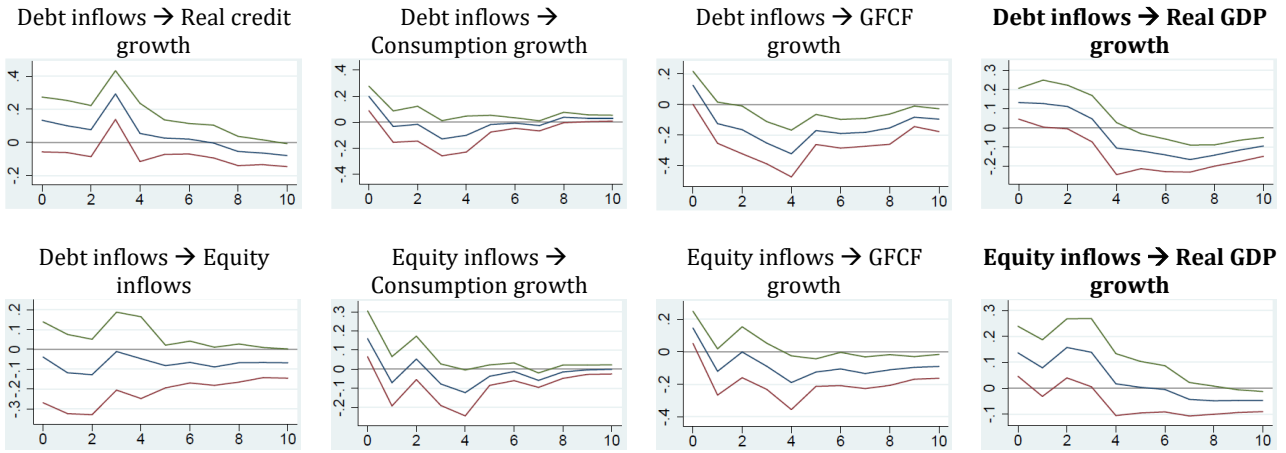 Debt inflows → Real credit
growth
.4
.2
0
-.2
0 2 4 6 8 10
Debt inflows →
Consumption growth
.4
.2
0
-.2
-.4
0 2 4 6 8 10
Debt inflows → GFCF
growth
.2
0
-.2
-.4
0 2 4 6 8 10
Debt inflows → Real GDP
growth
.3
.2
.1
0
-.1
-.2
0 2 4 6 8 10
Debt inflows → Equity
inflows
.2
.1
0
-.1
-.2
-.3
0 2 4 6 8 10
Equity inflows →
Consumption growth
.3
.2
.1
0
-.1
-.2
0 2 4 6 8 10
Equity inflows → GFCF
growth
.2
0
-.2
-.4
0 2 4 6 8 10
Equity inflows → Real GDP
growth
.3
.2
.1
0
-.1
0 2 4 6 8 10